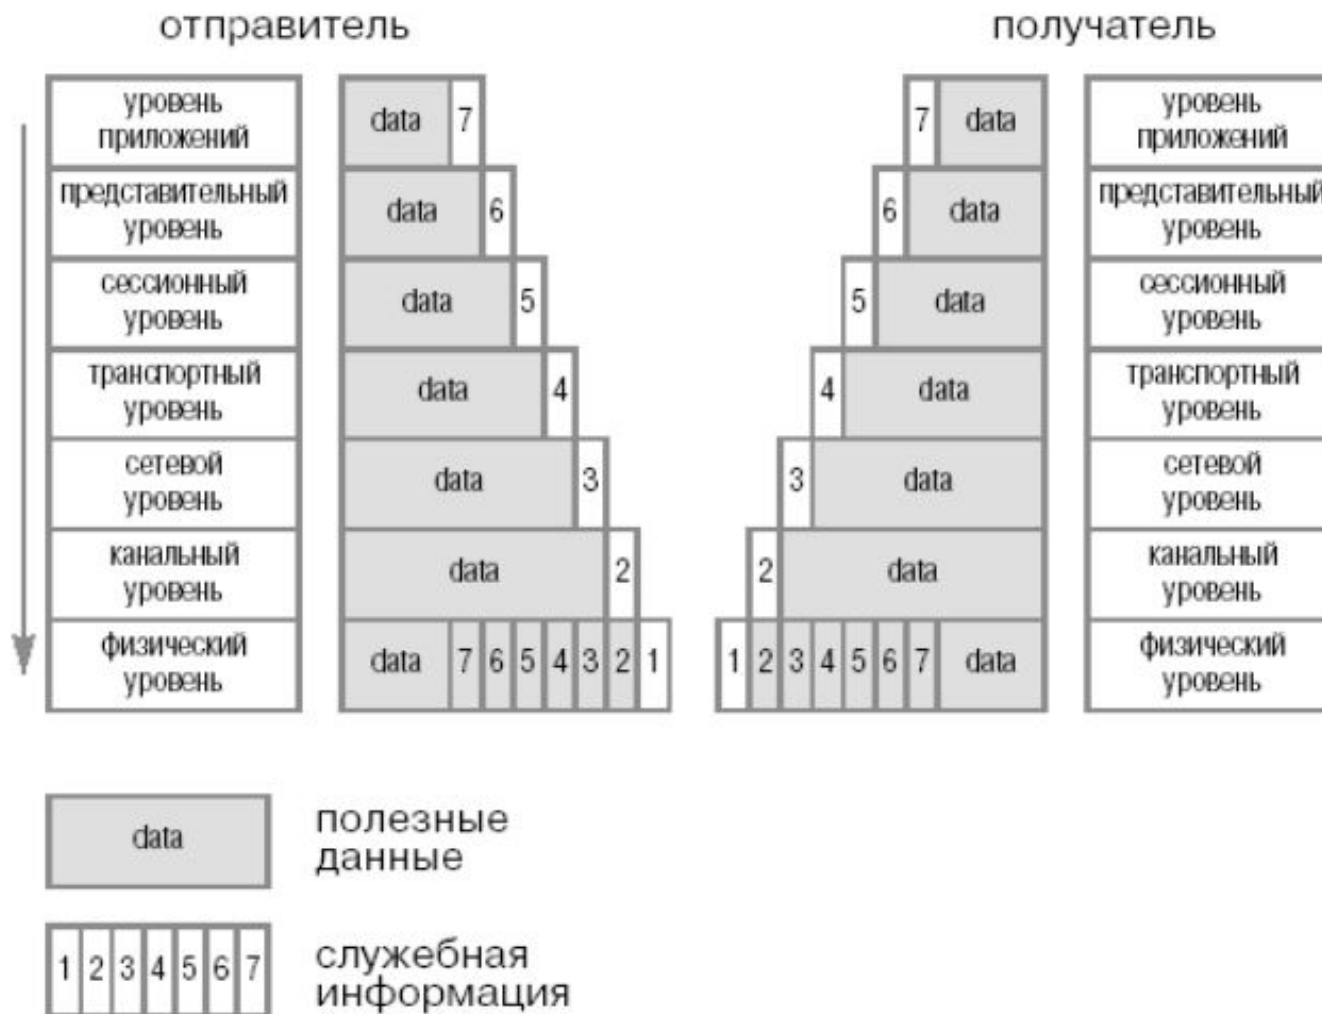 отправитель
получатель
уровень
приложений
data 7
7 data
уровень
приложений
представительный
уровень
data 6
6 data
представительный
уровень
сессионный
уровень
data 5
5 data
сессионный
уровень
транспортный
уровень
data 4
4 data
транспортный
уровень
сетевой
уровень
data 3
3 data
сетевой
уровень
канальный
уровень
data 2
2 data
канальный
уровень
физический
уровень
data 7 6 5 4 3 2 1
1 2 3 4 5 6 7 data
физический
уровень
data
полезные
данные
1 2 3 4 5 6 7
служебная
информация